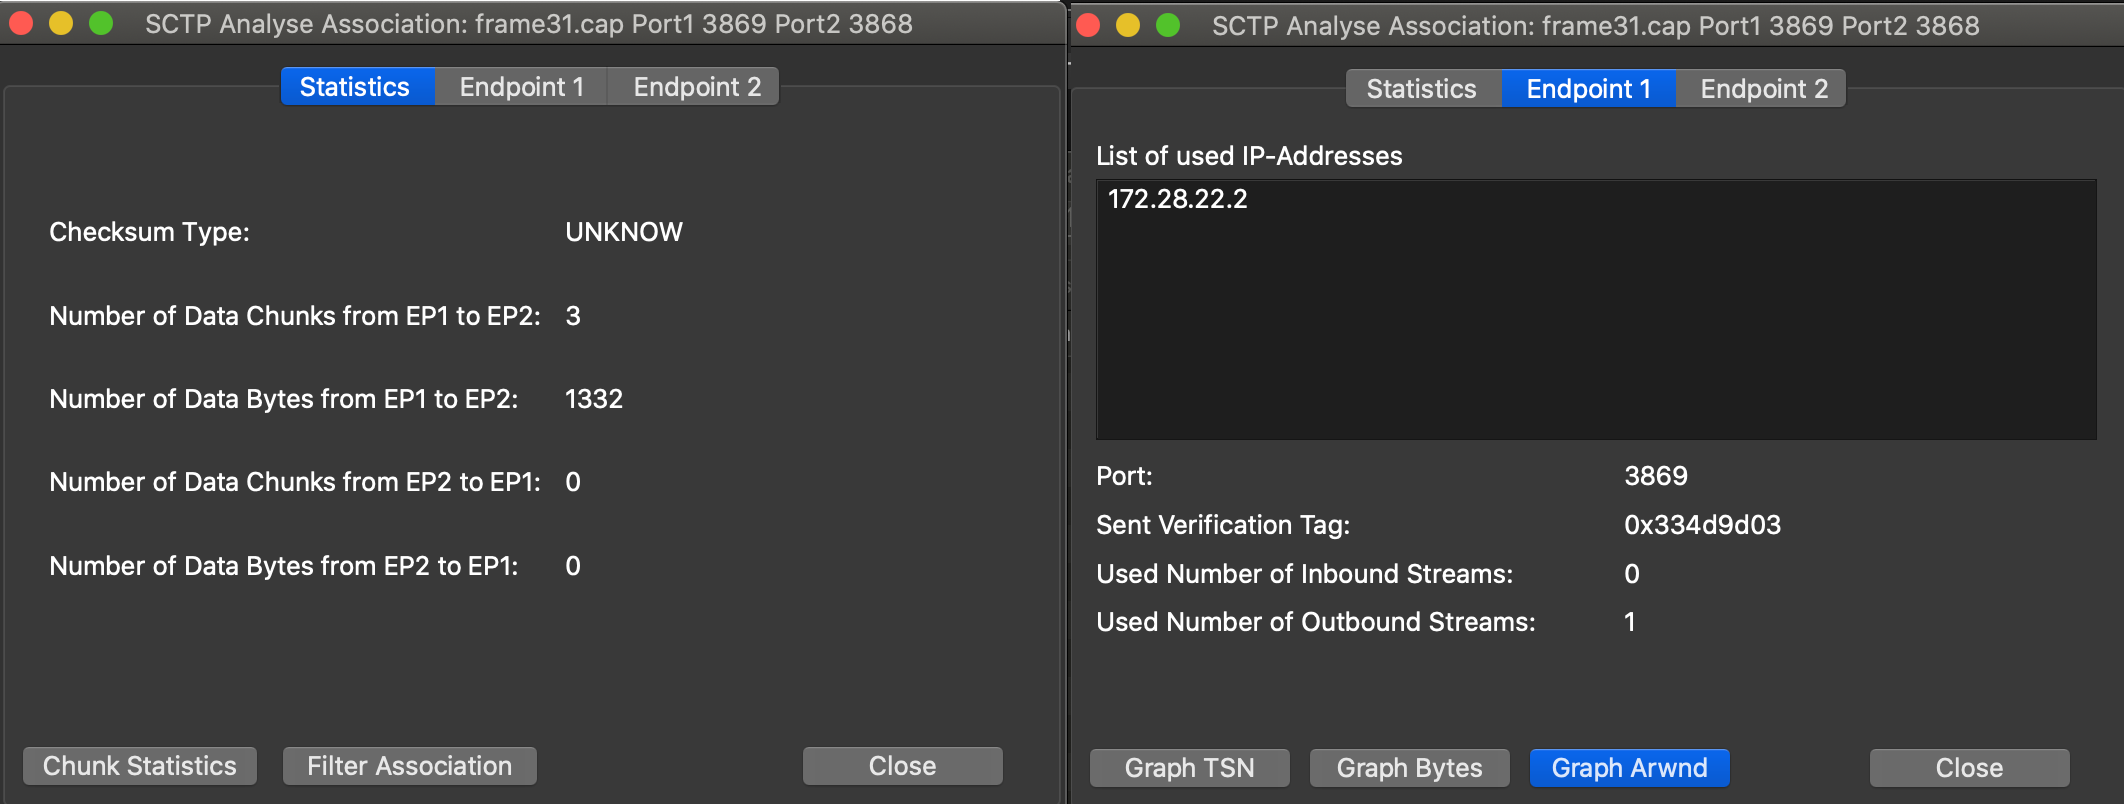 SCTP Analyse Association: frame31.cap Port1 3869 Port2 3868
Statistics Endpoint 1 Endpoint 2
Checksum Type: UNKNOW
Number of Data Chunks from EP1 to EP2: 3
Number of Data Bytes from EP1 to EP2: 1332
Number of Data Chunks from EP2 to EP1: 0
Number of Data Bytes from EP2 to EP1: 0
Chunk Statistics Filter Association Close
SCTP Analyse Association: frame31.cap Port1 3869 Port2 3868
Statistics Endpoint 1 Endpoint 2
List of used IP-Addresses
172.28.22.2
Port: 3869
Sent Verification Tag: 0x334d9d03
Used Number of Inbound Streams: 0
Used Number of Outbound Streams: 1
Graph TSN Graph Bytes Graph Arwnd Close